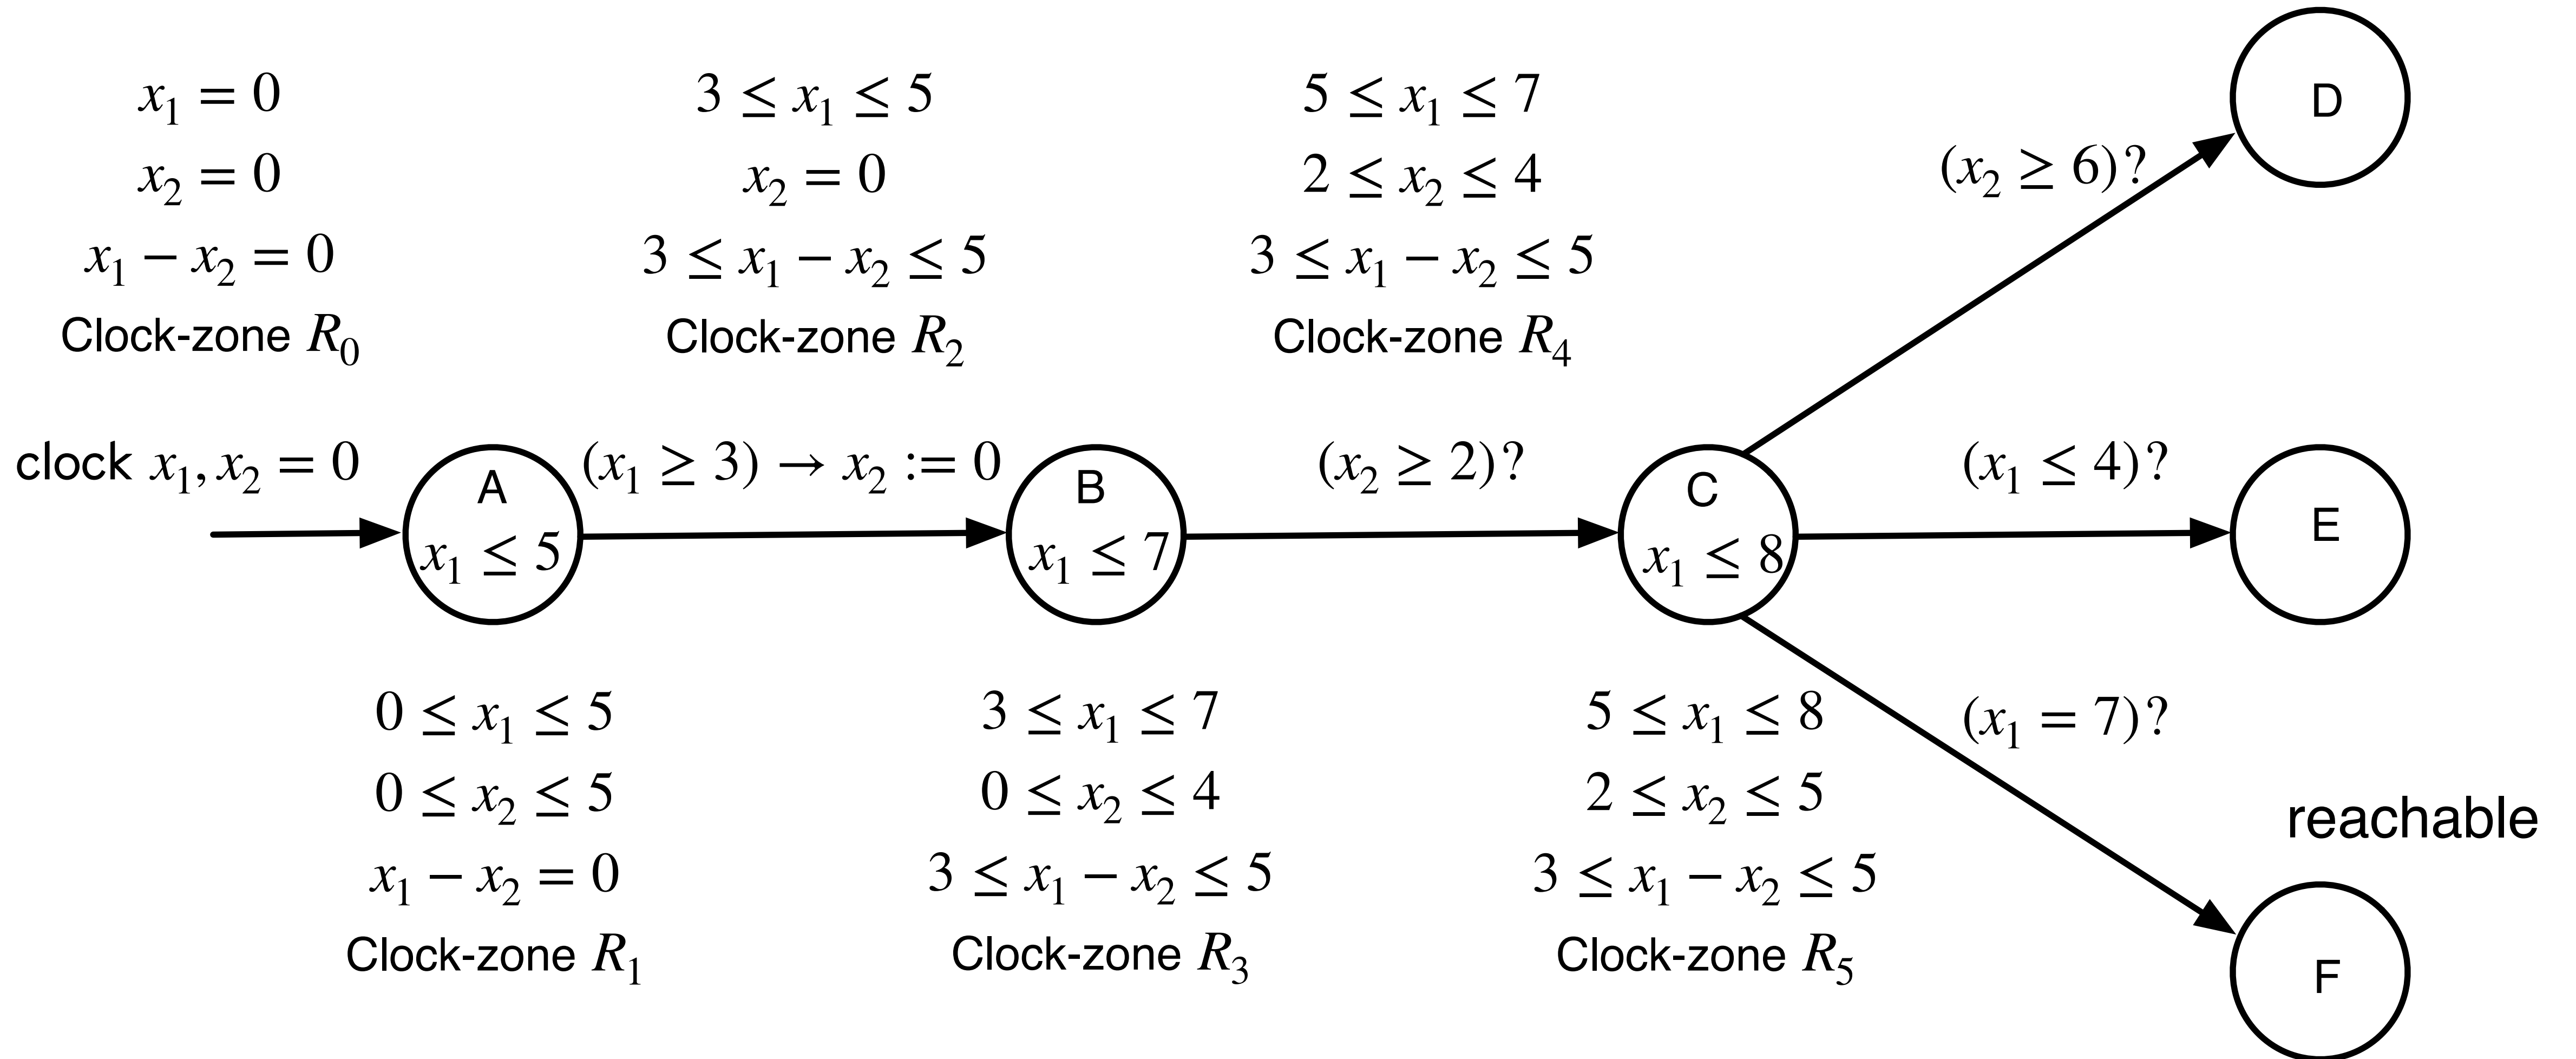 x₁ = 0
x₂ = 0
x₁ − x₂ = 0
Clock-zone R₀
3 ≤ x₁ ≤ 5
x₂ = 0
3 ≤ x₁ − x₂ ≤ 5
Clock-zone R₂
5 ≤ x₁ ≤ 7
2 ≤ x₂ ≤ 4
3 ≤ x₁ − x₂ ≤ 5
Clock-zone R₄
D
(x₂ ≥ 6)?
clock x₁, x₂ = 0
A
x₁ ≤ 5
(x₁ ≥ 3) → x₂ := 0
B
x₁ ≤ 7
(x₂ ≥ 2)?
C
x₁ ≤ 8
(x₁ ≤ 4)?
E
0 ≤ x₁ ≤ 5
0 ≤ x₂ ≤ 5
x₁ − x₂ = 0
Clock-zone R₁
3 ≤ x₁ ≤ 7
0 ≤ x₂ ≤ 4
3 ≤ x₁ − x₂ ≤ 5
Clock-zone R₃
5 ≤ x₁ ≤ 8
2 ≤ x₂ ≤ 5
3 ≤ x₁ − x₂ ≤ 5
Clock-zone R₅
(x₁ = 7)?
reachable
F